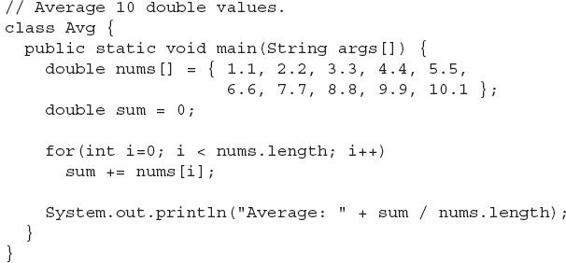 // Average 10 double values.
class Avg {
  public static void main(String args[]) {
    double nums[] = { 1.1, 2.2, 3.3, 4.4, 5.5,
                      6.6, 7.7, 8.8, 9.9, 10.1 };
    double sum = 0;

    for(int i=0; i < nums.length; i++)
      sum += nums[i];

    System.out.println("Average: " + sum / nums.length);
  }
}